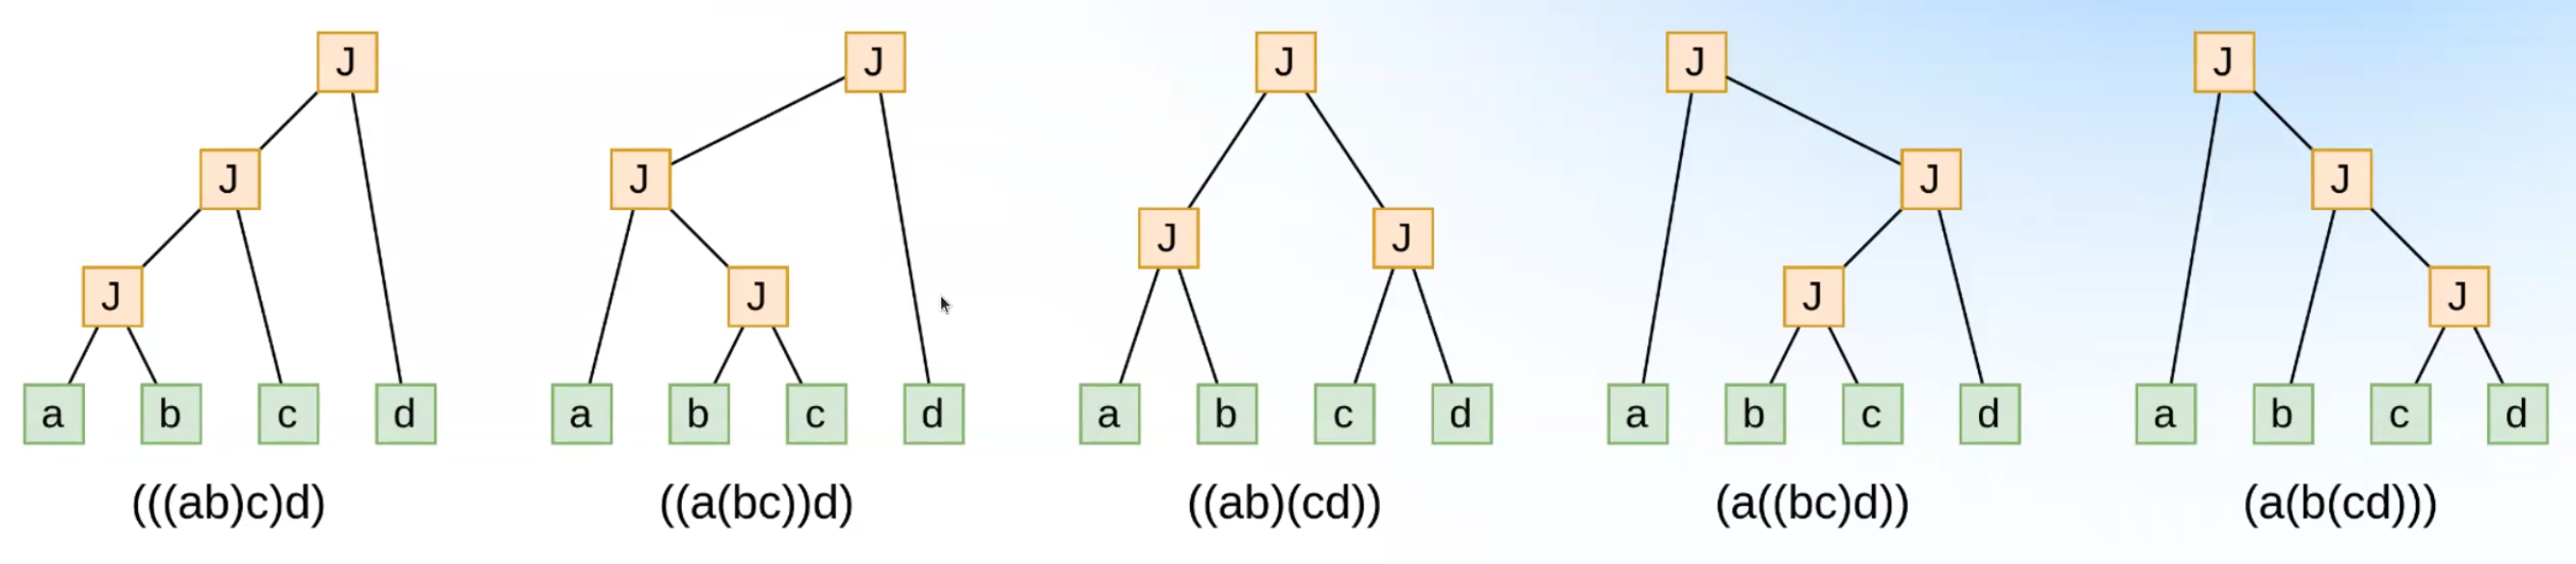 J J J J J
J J J J
J J
J J J J
a b c d a b c d a b c d a b c d a b c d
(((ab)c)d) ((a(bc))d) ((ab)(cd)) (a((bc)d)) (a(b(cd)))